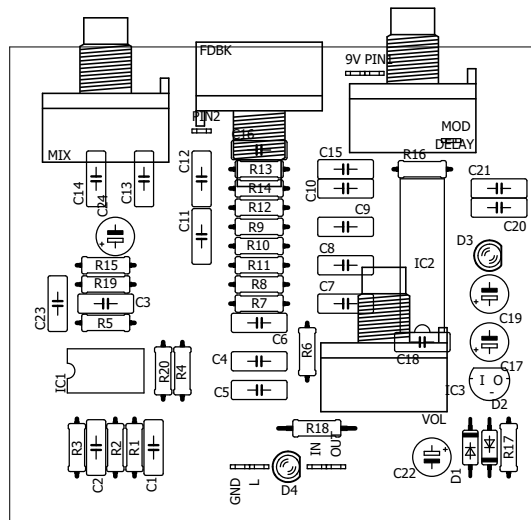 FDBK
9V PIN1
PIN2
MOD
DELAY
MIX
C16
C15
R16
C12
C14
C13
C24
R13
R14
C10
C21
R12
C20
C11
R9
C9
R10
D3
R15
R11
C8
IC2
R19
R8
C23
C3
R7
C7
C19
R5
C6
R6
C18
C17
C4
IC1
R20
R4
C5
IC3
I O
-
D2
VOL
R18
R3
C2
R2
R1
C1
IN
OUT
GND
L
D4
C22
D1
R17
+
+
+
+